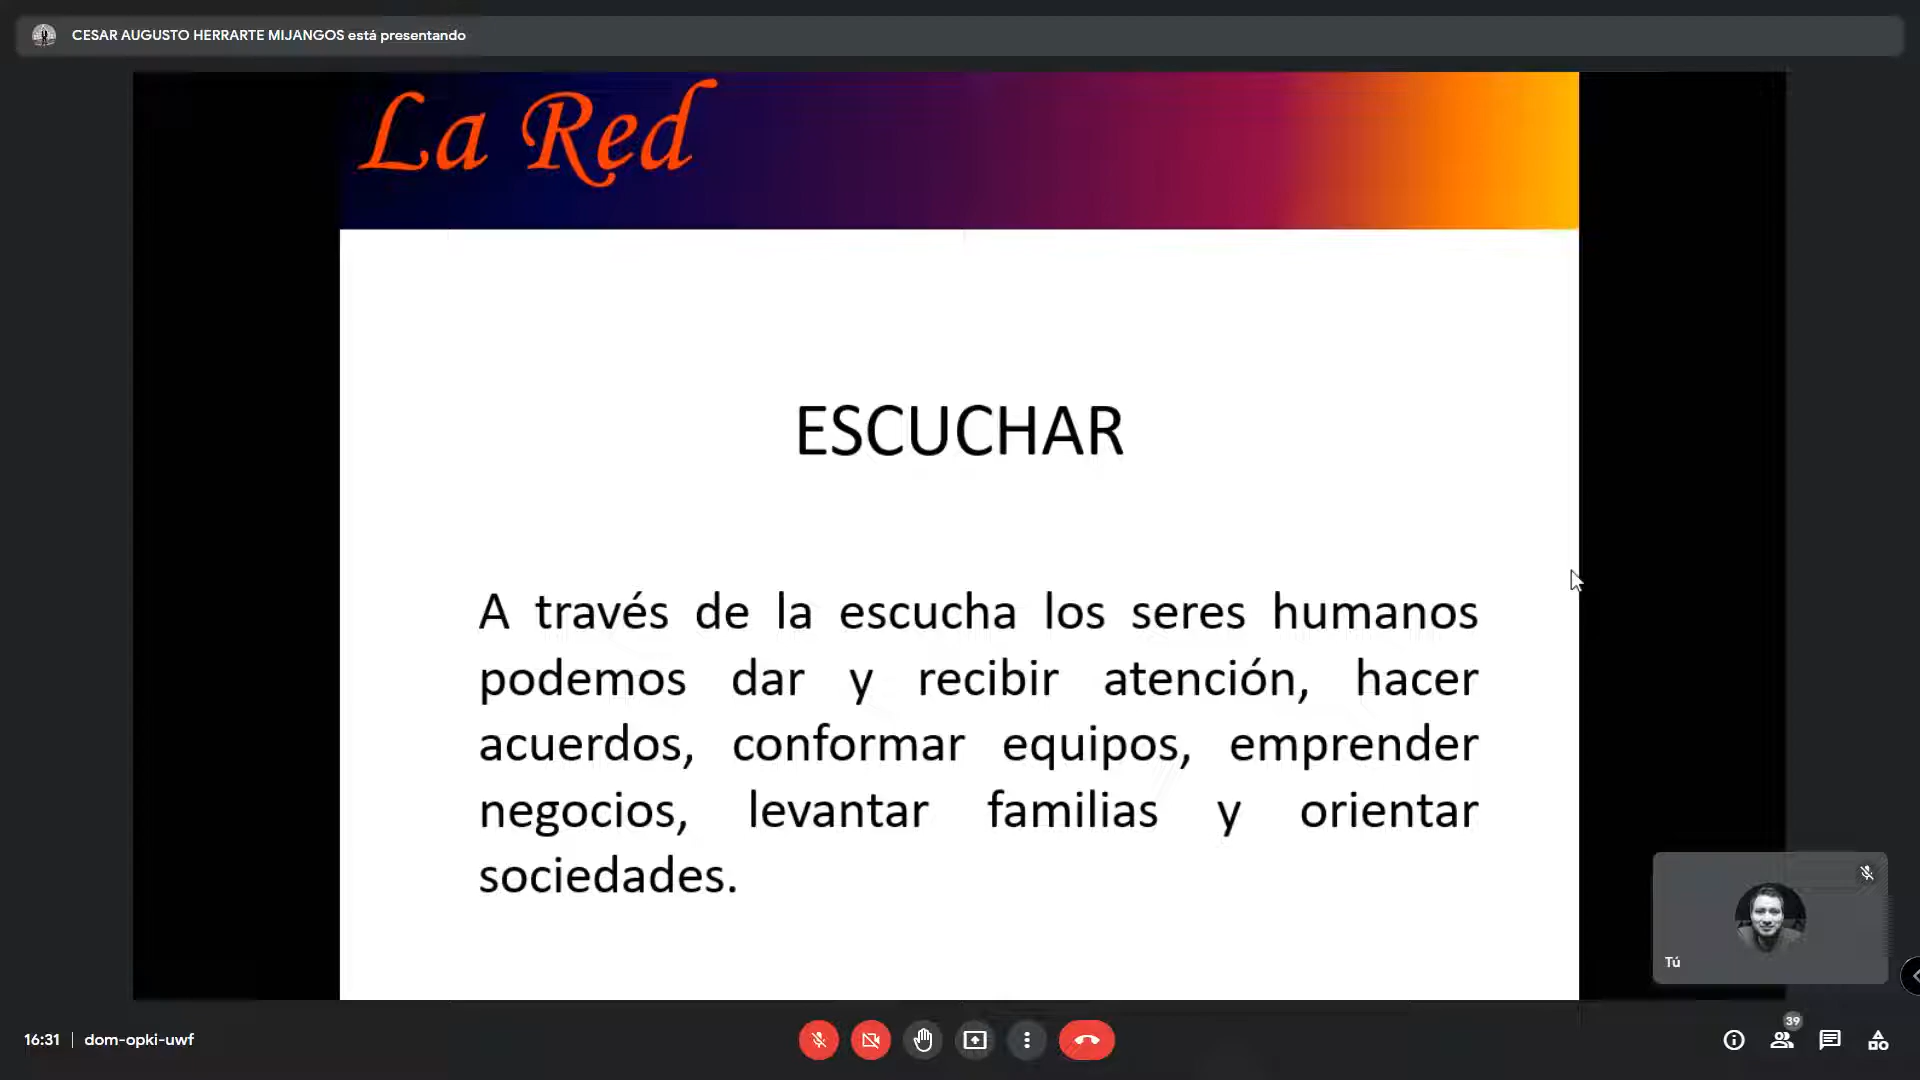 CESAR AUGUSTO HERRARTE MIJANGOS está presentando
La Red
ESCUCHAR
A través de la escucha los seres humanos
podemos dar y recibir atención, hacer
acuerdos, conformar equipos, emprender
negocios, levantar familias y orientar
sociedades.
Tú
16:31 | dom-opki-uwf
39